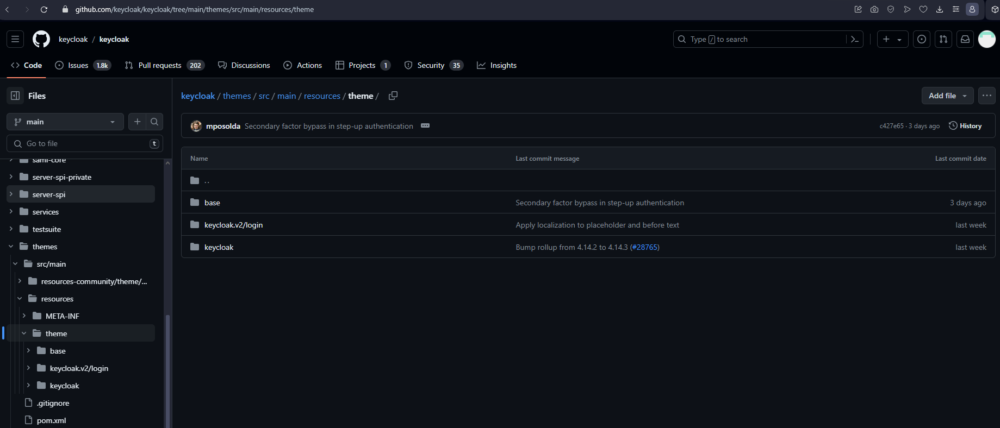 github.com/keycloak/keycloak/tree/main/themes/src/main/resources/theme
keycloak / keycloak
Type / to search
Code
Issues 1.8k
Pull requests 202
Discussions
Actions
Projects 1
Security 35
Insights
Files
main
Go to file t
saml-core
server-spi-private
server-spi
services
testsuite
themes
src/main
resources-community/theme/...
resources
META-INF
theme
base
keycloak.v2/login
keycloak
.gitignore
pom.xml
keycloak / themes / src / main / resources / theme /
Add file
mposolda Secondary factor bypass in step-up authentication
c427e65 · 3 days ago
History
Name Last commit message Last commit date
..
base Secondary factor bypass in step-up authentication 3 days ago
keycloak.v2/login Apply localization to placeholder and before text last week
keycloak Bump rollup from 4.14.2 to 4.14.3 (#28765) last week